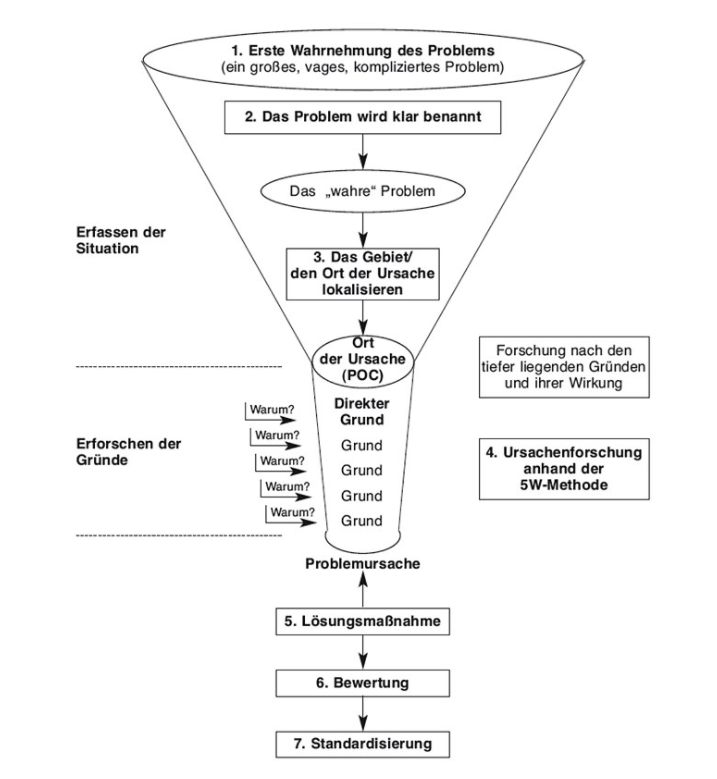 1. Erste Wahrnehmung des Problems
(ein großes, vages, kompliziertes Problem)
2. Das Problem wird klar benannt
Das „wahre“ Problem
Erfassen der
Situation
3. Das Gebiet/
den Ort der Ursache
lokalisieren
Ort
der Ursache
(POC)
Forschung nach den
tiefer liegenden Gründen
und ihrer Wirkung
Erforschen der
Gründe
Warum?
Direkter
Grund
Warum?
Grund
Warum?
Grund
Warum?
Grund
Warum?
Grund
4. Ursachenforschung
anhand der
5W-Methode
Problemursache
5. Lösungsmaßnahme
6. Bewertung
7. Standardisierung